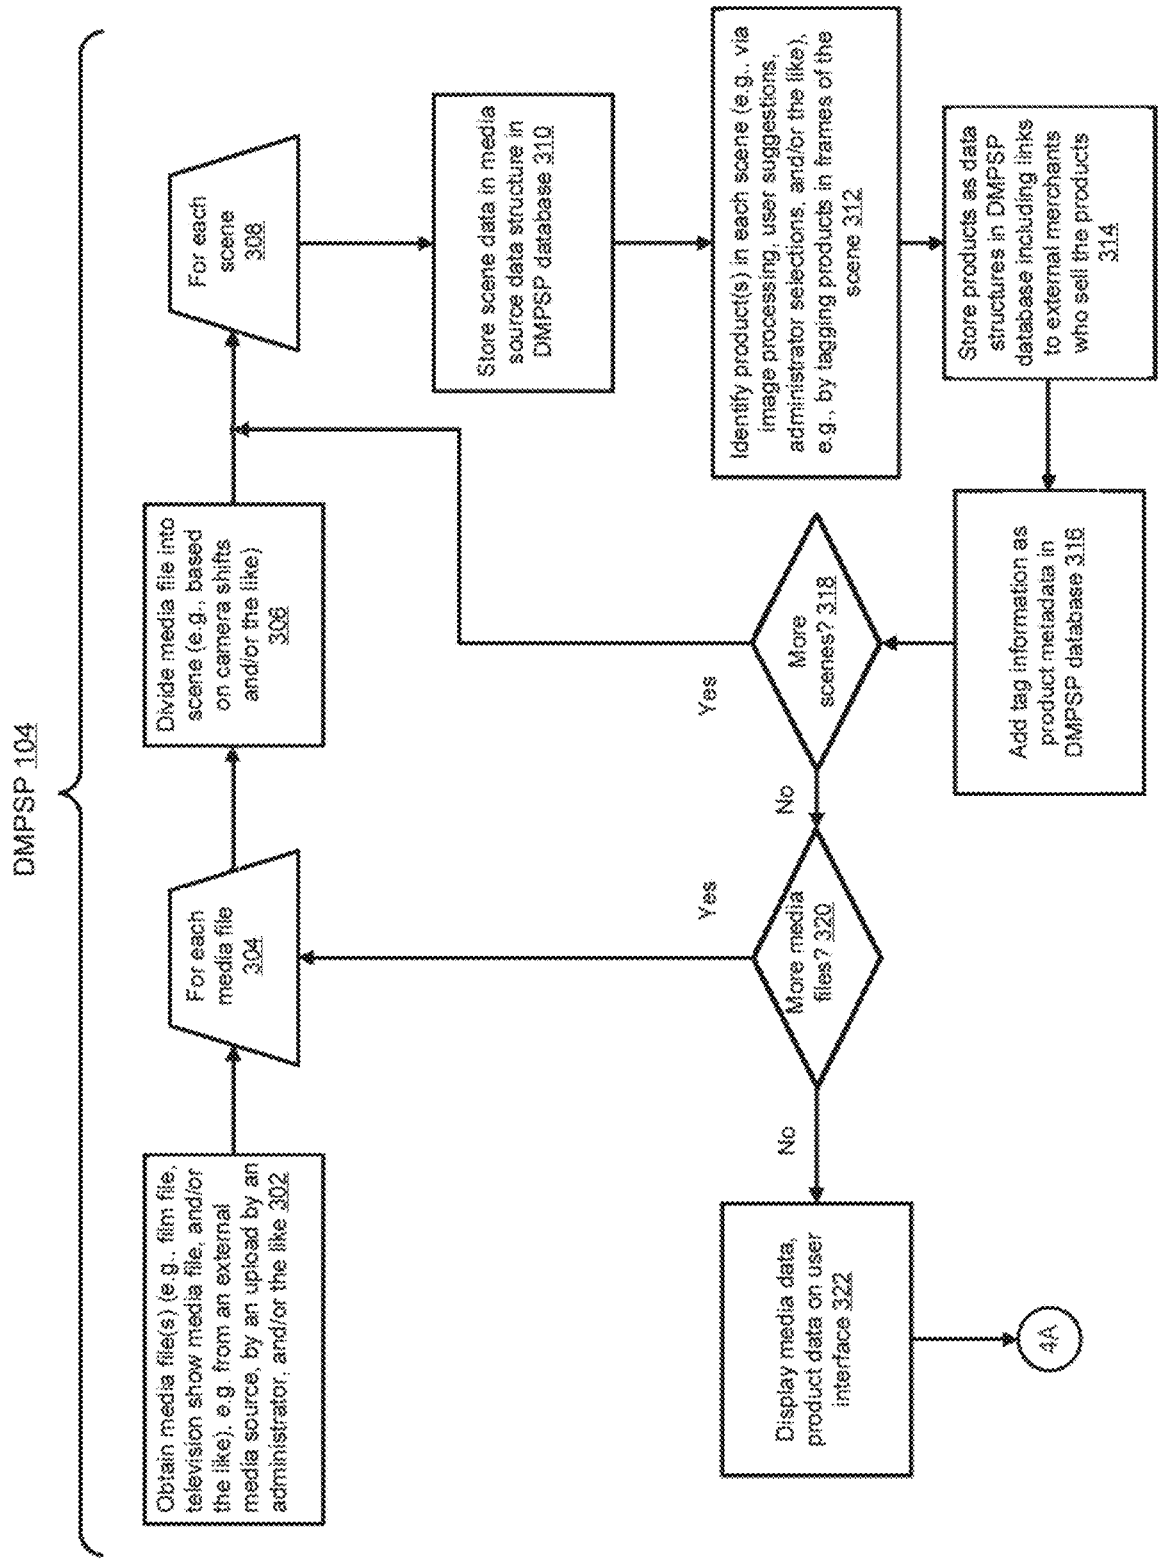 DMPSP 104
Obtain media file(s) (e.g., film file,
television show media file, and/or
the like), e.g. from an external
media source, by an upload by an
administrator, and/or the like 302
For each
media file
304
Divide media file into
scene (e.g., based
on camera shifts
and/or the like)
306
For each
scene
308
Store scene data in media
source data structure in
DMPSP database 310
Identify product(s) in each scene (e.g., via
image processing, user suggestions,
administrator selections, and/or the like),
e.g., by tagging products in frames of the
scene 312
Store products as data
structures in DMPSP
database including links
to external merchants
who sell the products
314
Add tag information as
product metadata in
DMPSP database 316
More
scenes? 318
Yes
No
More media
files? 320
Yes
No
Display media data,
product data on user
interface 322
4A